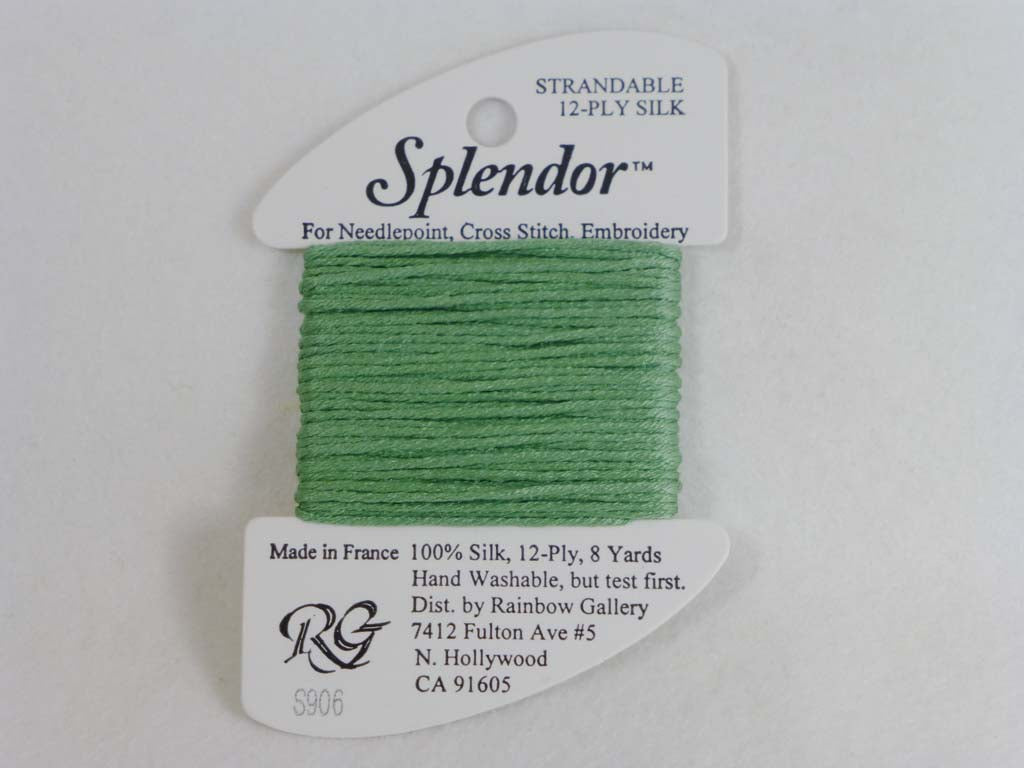 STRANDABLE
12-PLY SILK
Splendor™
For Needlepoint, Cross Stitch, Embroidery
Made in France
100% Silk, 12-Ply, 8 Yards
Hand Washable, but test first.
Dist. by Rainbow Gallery
7412 Fulton Ave #5
N. Hollywood
CA 91605
RG
S906